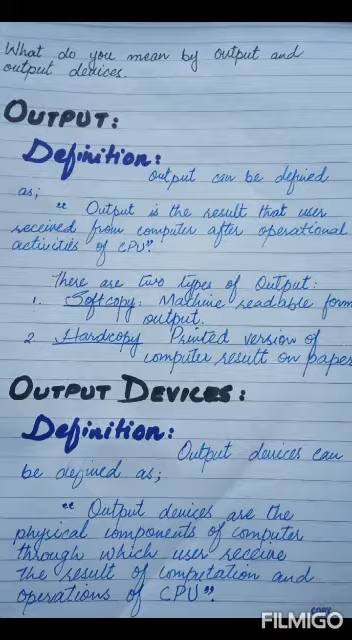 What do you mean by output and
output devices.
OUTPUT:
Definition:
output can be defined
as;
“ Output is the result that user
received from computer after operational
activities of CPU”.
There are two types of Output:
1. Softcopy: Machine readable form
output.
2 Hardcopy Printed version of
computer result on paper
OUTPUT DEVICES:
Definition:
Output devices can
be defined as;
“ Output devices are the
physical components of computer
through which user receive
the result of computation and
operations of CPU”.
FILMIGO